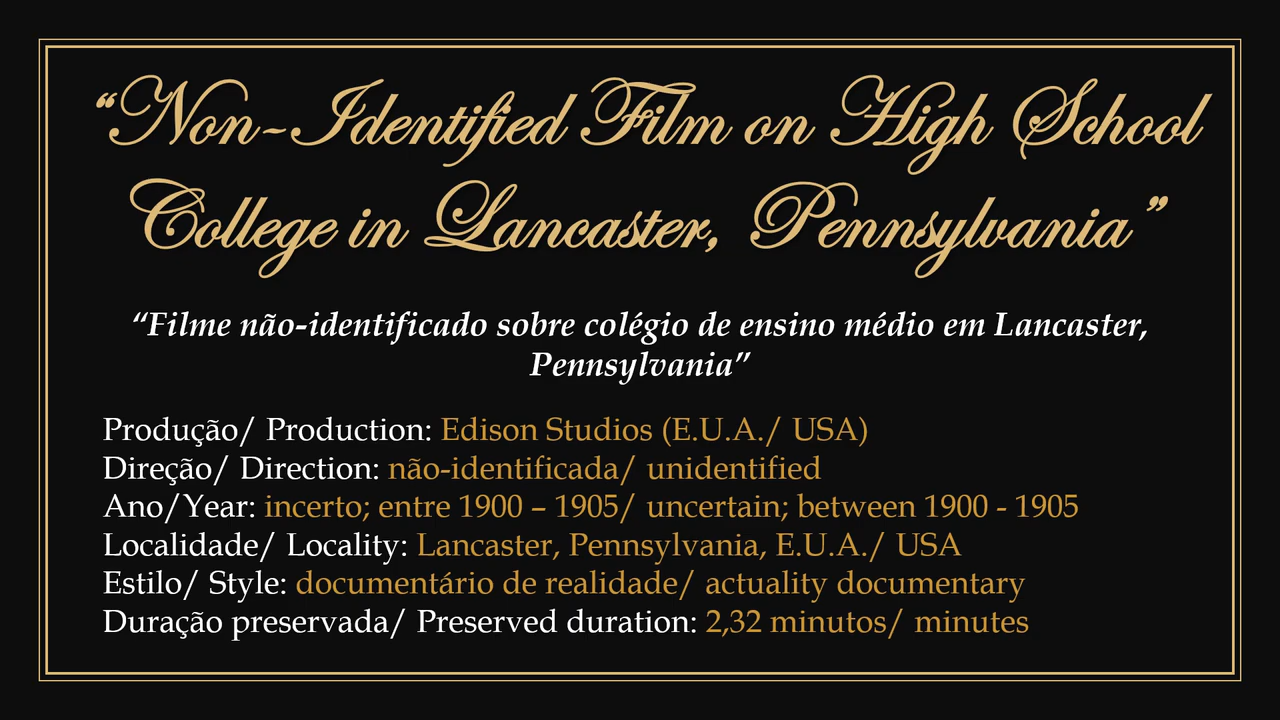 “Non-Identified Film on High School
College in Lancaster, Pennsylvania”
“Filme não-identificado sobre colégio de ensino médio em Lancaster,
Pennsylvania”
Produção/ Production: Edison Studios (E.U.A./ USA)
Direção/ Direction: não-identificada/ unidentified
Ano/Year: incerto; entre 1900 – 1905/ uncertain; between 1900 - 1905
Localidade/ Locality: Lancaster, Pennsylvania, E.U.A./ USA
Estilo/ Style: documentário de realidade/ actuality documentary
Duração preservada/ Preserved duration: 2,32 minutos/ minutes